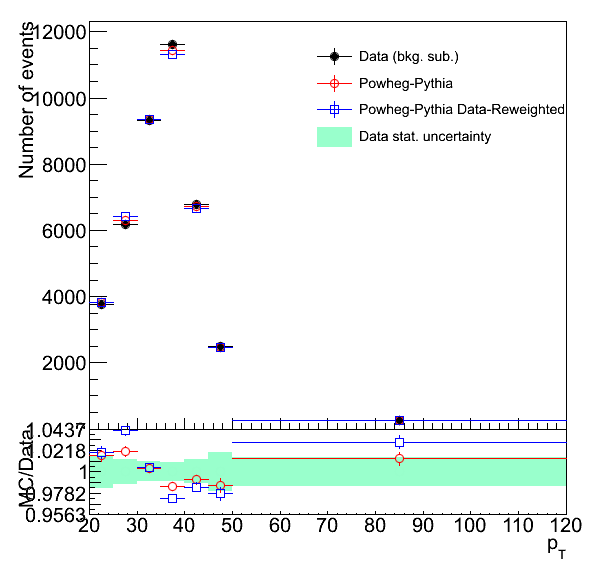 Number of events
12000
10000
8000
6000
4000
2000
Data (bkg. sub.)
Powheg-Pythia
Powheg-Pythia Data-Reweighted
Data stat. uncertainty
MC/Data
1.0437
1.0218
1
0.9782
0.9563
20 30 40 50 60 70 80 90 100 110 120
p_T